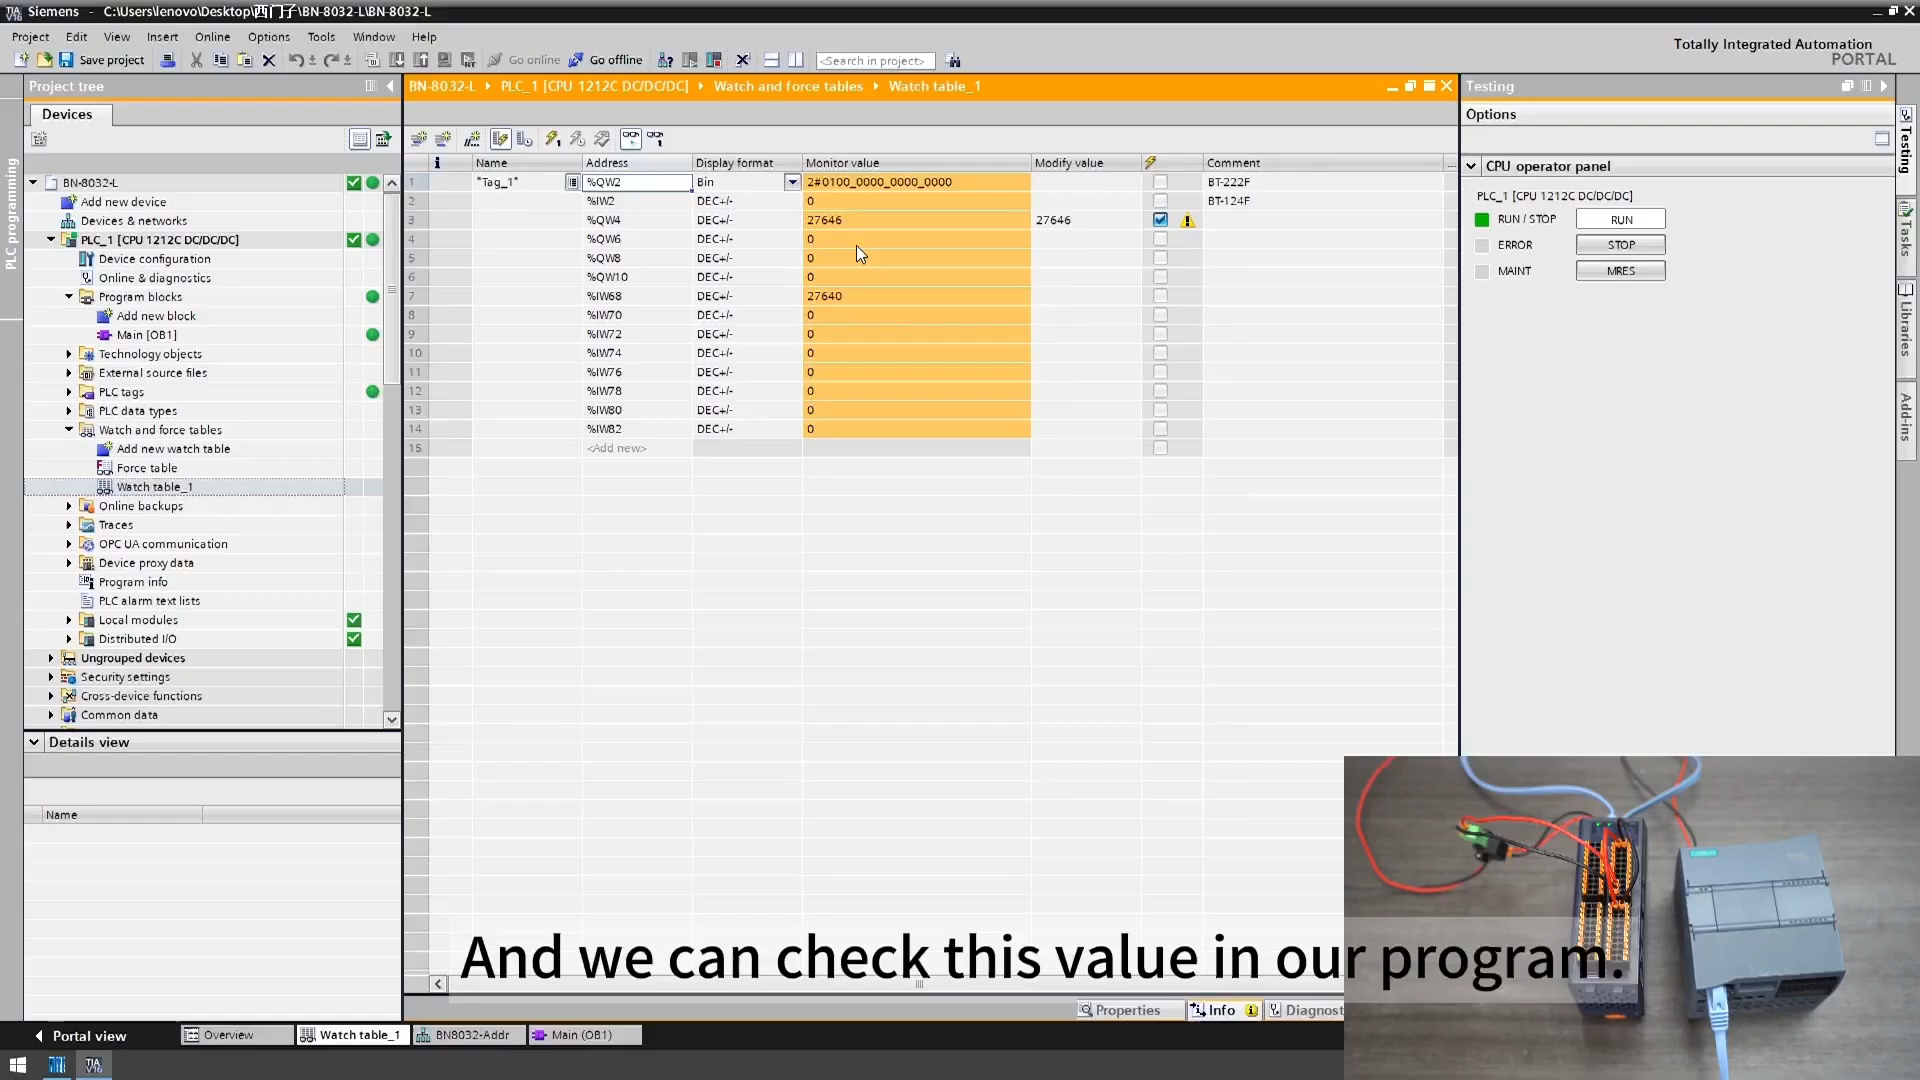 Siemens - C:\Users\lenovo\Desktop\西门子\BN-8032-L\BN-8032-L
Project Edit View Insert Online Options Tools Window Help
Totally Integrated Automation
PORTAL
Save project Go online Go offline <Search in project>
Project tree
BN-8032-L PLC_1 [CPU 1212C DC/DC/DC] Watch and force tables Watch table_1
Testing
Devices
Options
PLC programming
i Name Address Display format Monitor value Modify value Comment ...
1 "Tag_1" %QW2 Bin 2#0100_0000_0000_0000 BT-222F
2 %IW2 DEC+/- 0 BT-124F
3 %QW4 DEC+/- 27646 27646
4 %QW6 DEC+/- 0
5 %QW8 DEC+/- 0
6 %QW10 DEC+/- 0
7 %IW68 DEC+/- 27640
8 %IW70 DEC+/- 0
9 %IW72 DEC+/- 0
10 %IW74 DEC+/- 0
11 %IW76 DEC+/- 0
12 %IW78 DEC+/- 0
13 %IW80 DEC+/- 0
14 %IW82 DEC+/- 0
15 <Add new>
BN-8032-L
Add new device
Devices & networks
PLC_1 [CPU 1212C DC/DC/DC]
Device configuration
Online & diagnostics
Program blocks
Add new block
Main [OB1]
Technology objects
External source files
PLC tags
PLC data types
Watch and force tables
Add new watch table
Force table
Watch table_1
Online backups
Traces
OPC UA communication
Device proxy data
Program info
PLC alarm text lists
Local modules
Distributed I/O
Ungrouped devices
Security settings
Cross-device functions
Common data
Details view
Name
CPU operator panel
PLC_1 [CPU 1212C DC/DC/DC]
RUN / STOP RUN
ERROR STOP
MAINT MRES
Testing
Tasks
Libraries
Add-ins
And we can check this value in our program.
Properties Info Diagnost
Portal view Overview Watch table_1 BN8032-Addr Main (OB1)